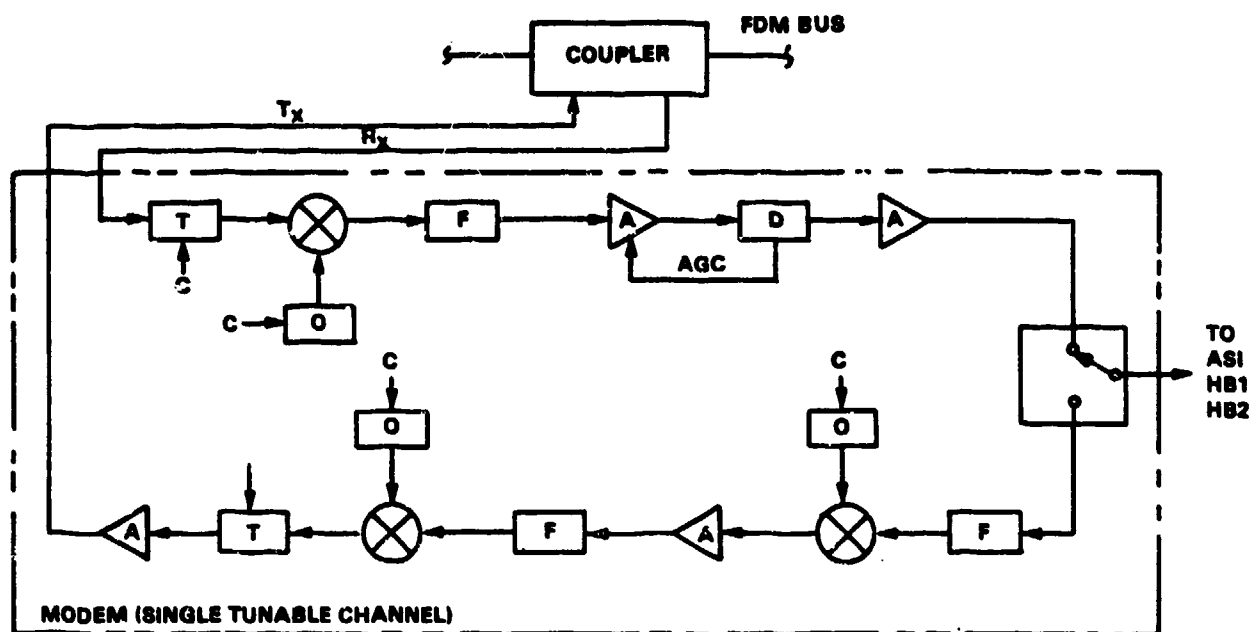 FDM BUS
COUPLER
Tx
Rx
T
F
A
D
A
AGC
C
C
O
TO
ASI
HB1
HB2
C
C
O
O
A
T
F
A
F
MODEM (SINGLE TUNABLE CHANNEL)